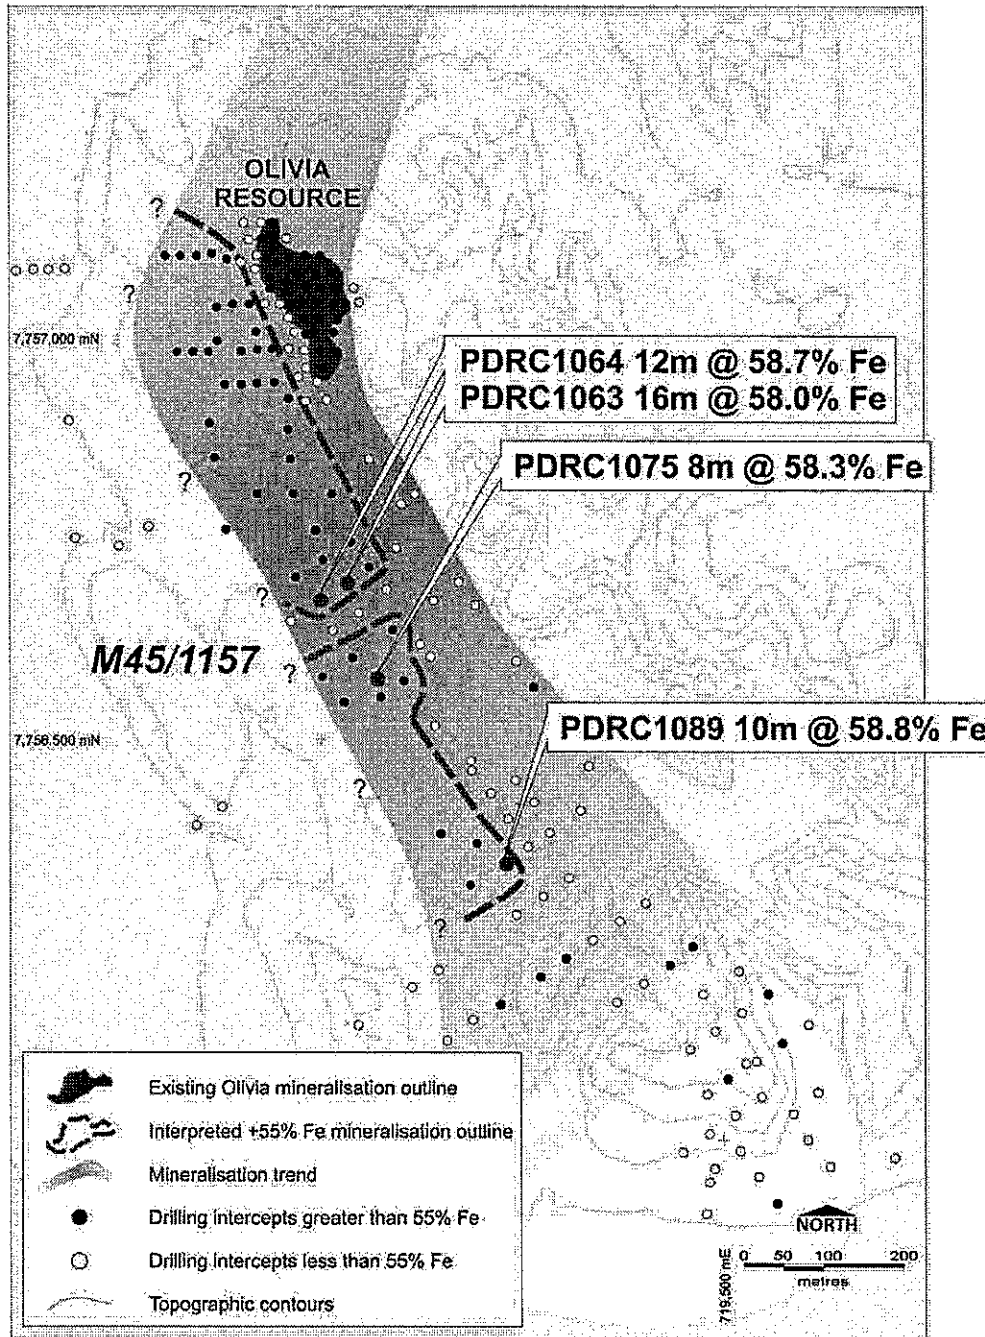 OLIVIA
RESOURCE
?
?
7,757,000 mN
PDRC1064 12m @ 58.7% Fe
PDRC1063 16m @ 58.0% Fe
PDRC1075 8m @ 58.3% Fe
?
?
M45/1157
?
PDRC1089 10m @ 58.8% Fe
7,756,500 mN
?
?
Existing Olivia mineralisation outline
Interpreted +55% Fe mineralisation outline
Mineralisation trend
Drilling intercepts greater than 55% Fe
Drilling intercepts less than 55% Fe
Topographic contours
NORTH
719,500 mE
0 50 100 200
metres